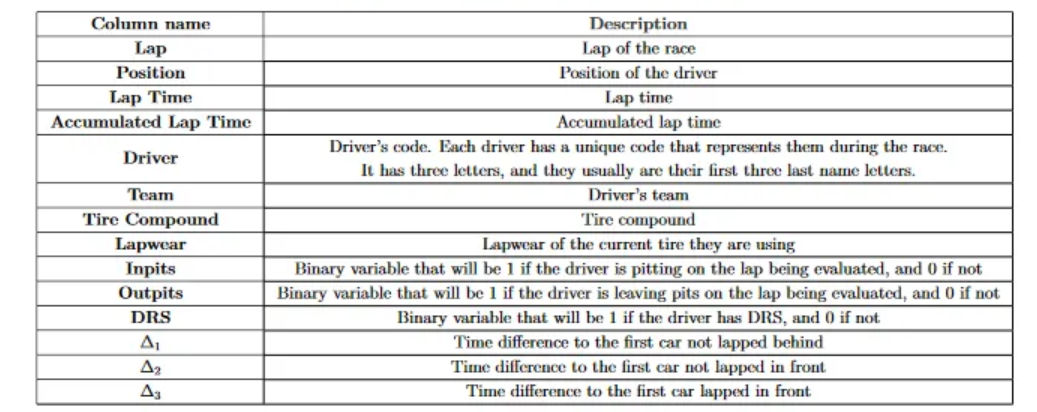 Column name Description
Lap Lap of the race
Position Position of the driver
Lap Time Lap time
Accumulated Lap Time Accumulated lap time
Driver Driver's code. Each driver has a unique code that represents them during the race.
It has three letters, and they usually are their first three last name letters.
Team Driver's team
Tire Compound Tire compound
Lapwear Lapwear of the current tire they are using
Inpits Binary variable that will be 1 if the driver is pitting on the lap being evaluated, and 0 if not
Outpits Binary variable that will be 1 if the driver is leaving pits on the lap being evaluated, and 0 if not
DRS Binary variable that will be 1 if the driver has DRS, and 0 if not
Δ₁ Time difference to the first car not lapped behind
Δ₂ Time difference to the first car not lapped in front
Δ₃ Time difference to the first car lapped in front